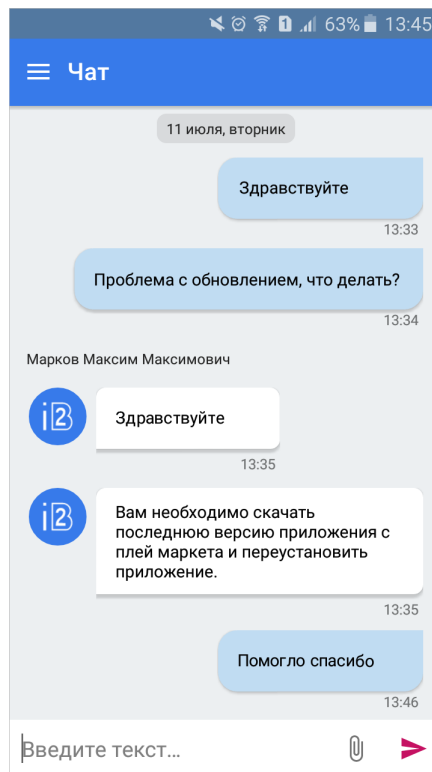 63% 13:45
Чат
11 июля, вторник
Здравствуйте
13:33
Проблема с обновлением, что делать?
13:34
Марков Максим Максимович
iB
Здравствуйте
13:35
iB
Вам необходимо скачать
последнюю версию приложения с
плей маркета и переустановить
приложение.
13:35
Помогло спасибо
13:46
Введите текст...